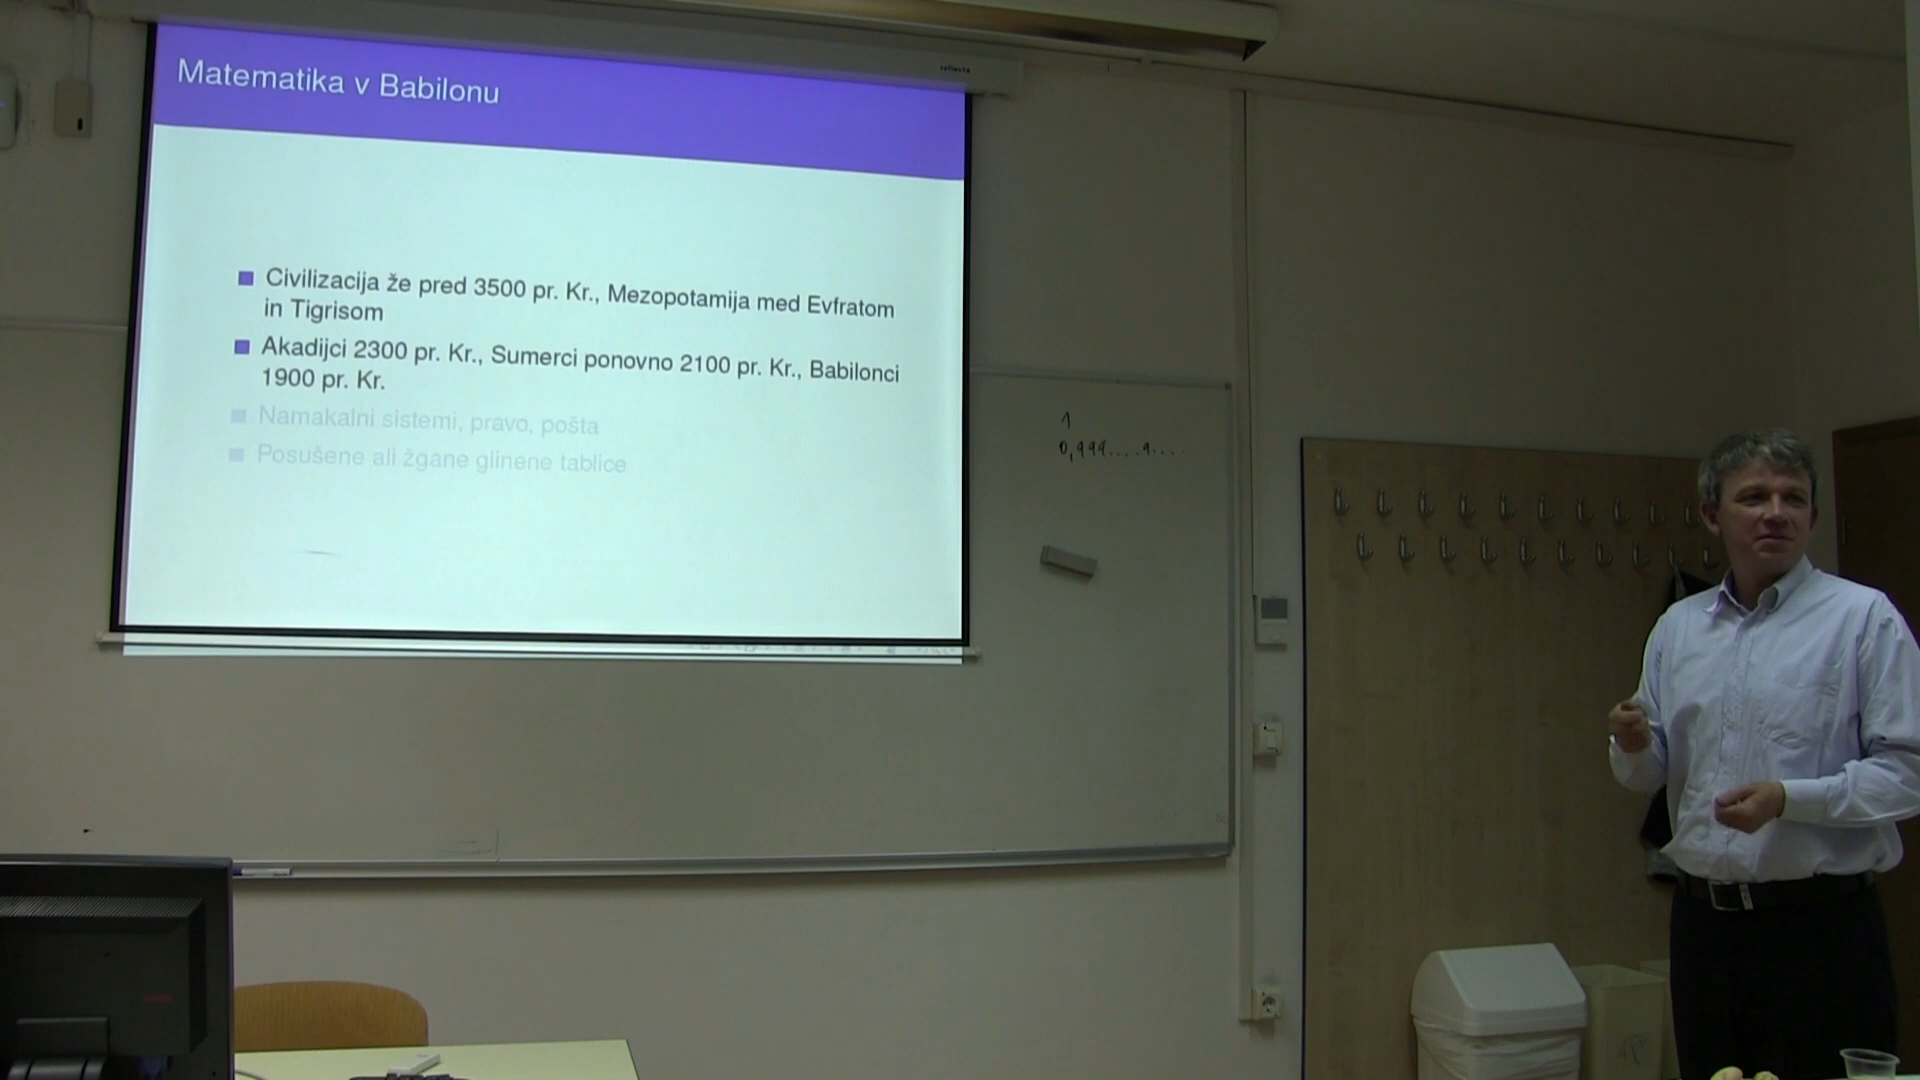 Matematika v Babilonu
Civilizacija že pred 3500 pr. Kr., Mezopotamija med Evfratom
in Tigrisom
Akadijci 2300 pr. Kr., Sumerci ponovno 2100 pr. Kr., Babilonci
1900 pr. Kr.
Namakalni sistemi, pravo, pošta
Posušene ali žgane glinene tablice
reflecta
1
0,999....9....